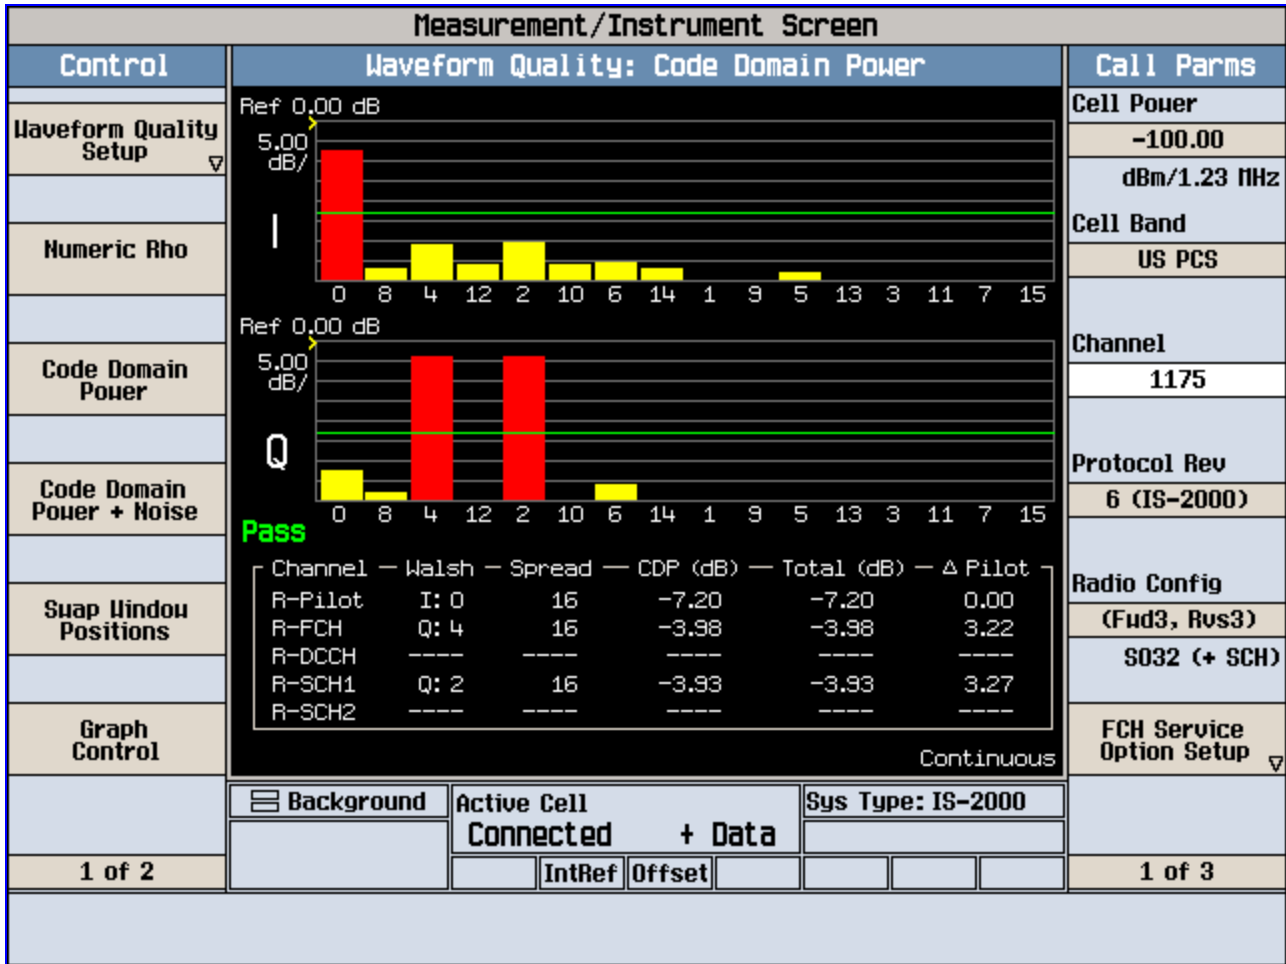 Measurement/Instrument Screen
Control
Waveform Quality Setup
Numeric Rho
Code Domain Power
Code Domain Power + Noise
Swap Window Positions
Graph Control
1 of 2
Waveform Quality: Code Domain Power
Ref 0.00 dB
5.00
dB/
I
0 8 4 12 2 10 6 14 1 9 5 13 3 11 7 15
Ref 0.00 dB
5.00
dB/
Q
0 8 4 12 2 10 6 14 1 9 5 13 3 11 7 15
Pass
Channel — Walsh — Spread — CDP (dB) — Total (dB) — Δ Pilot
R-Pilot I: 0 16 -7.20 -7.20 0.00
R-FCH Q: 4 16 -3.98 -3.98 3.22
R-DCCH ---- ---- ---- ---- ----
R-SCH1 Q: 2 16 -3.93 -3.93 3.27
R-SCH2 ---- ---- ---- ---- ----
Continuous
Background
Active Cell
Connected + Data
Sys Type: IS-2000
IntRef Offset
Call Parms
Cell Power
-100.00
dBm/1.23 MHz
Cell Band
US PCS
Channel
1175
Protocol Rev
6 (IS-2000)
Radio Config
(Fwd3, Rvs3)
SO32 (+ SCH)
FCH Service
Option Setup
1 of 3